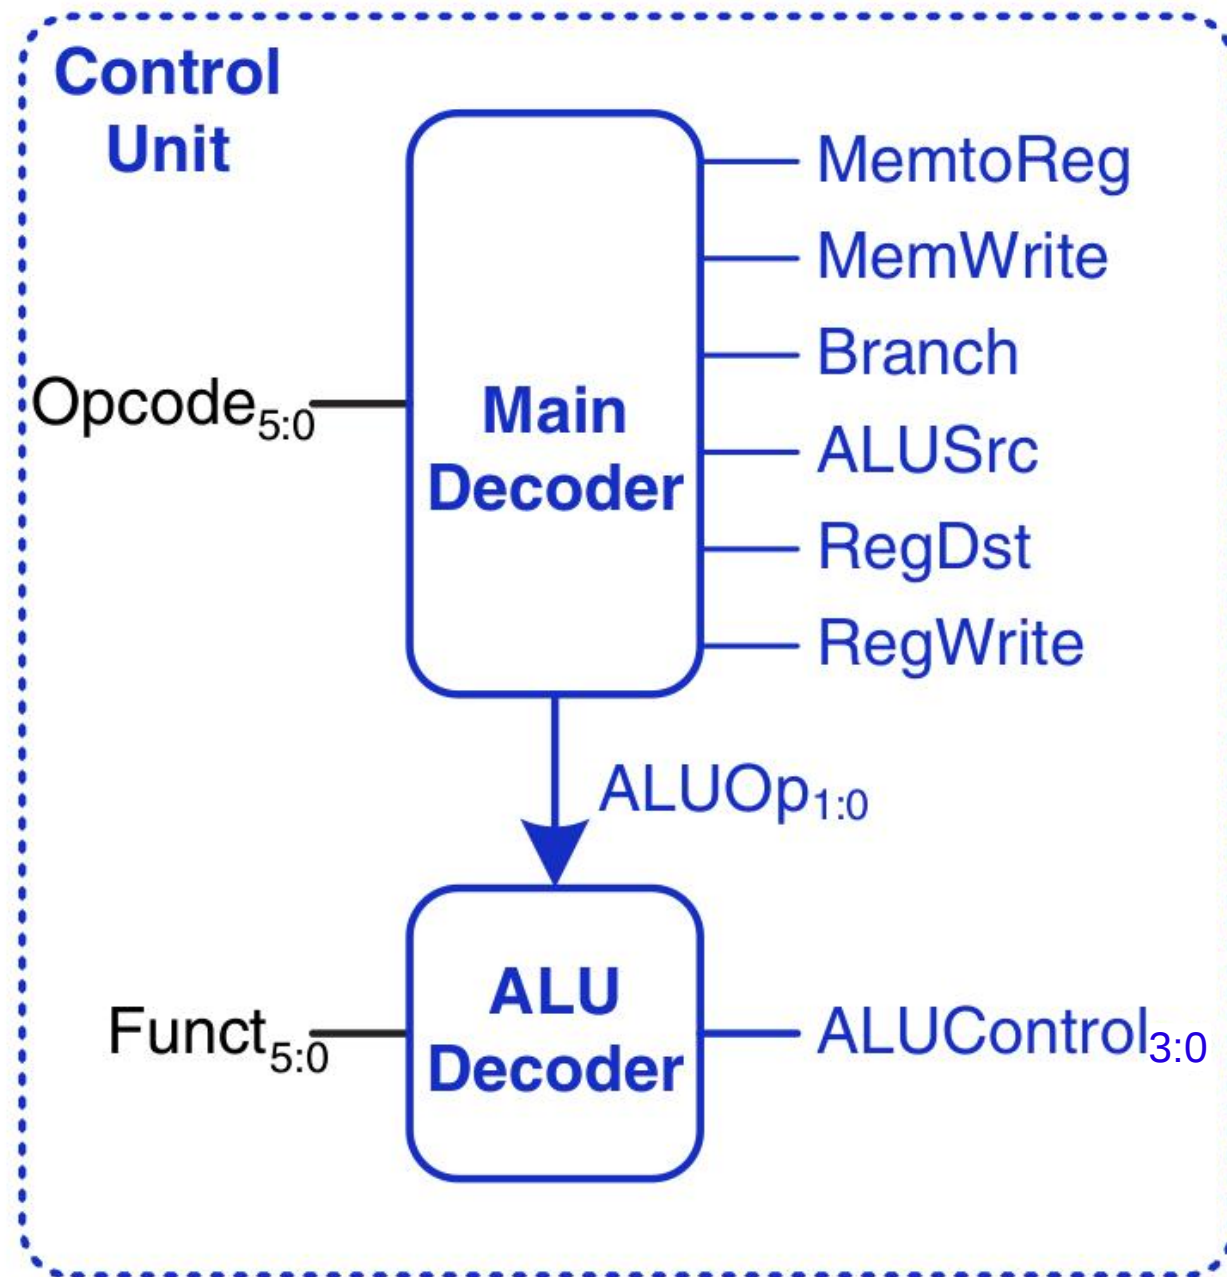 Control
Unit
MemtoReg
MemWrite
Branch
Opcode5:0
Main
Decoder
ALUSrc
RegDst
RegWrite
ALUOp1:0
ALU
Decoder
Funct5:0
ALUControl3:0